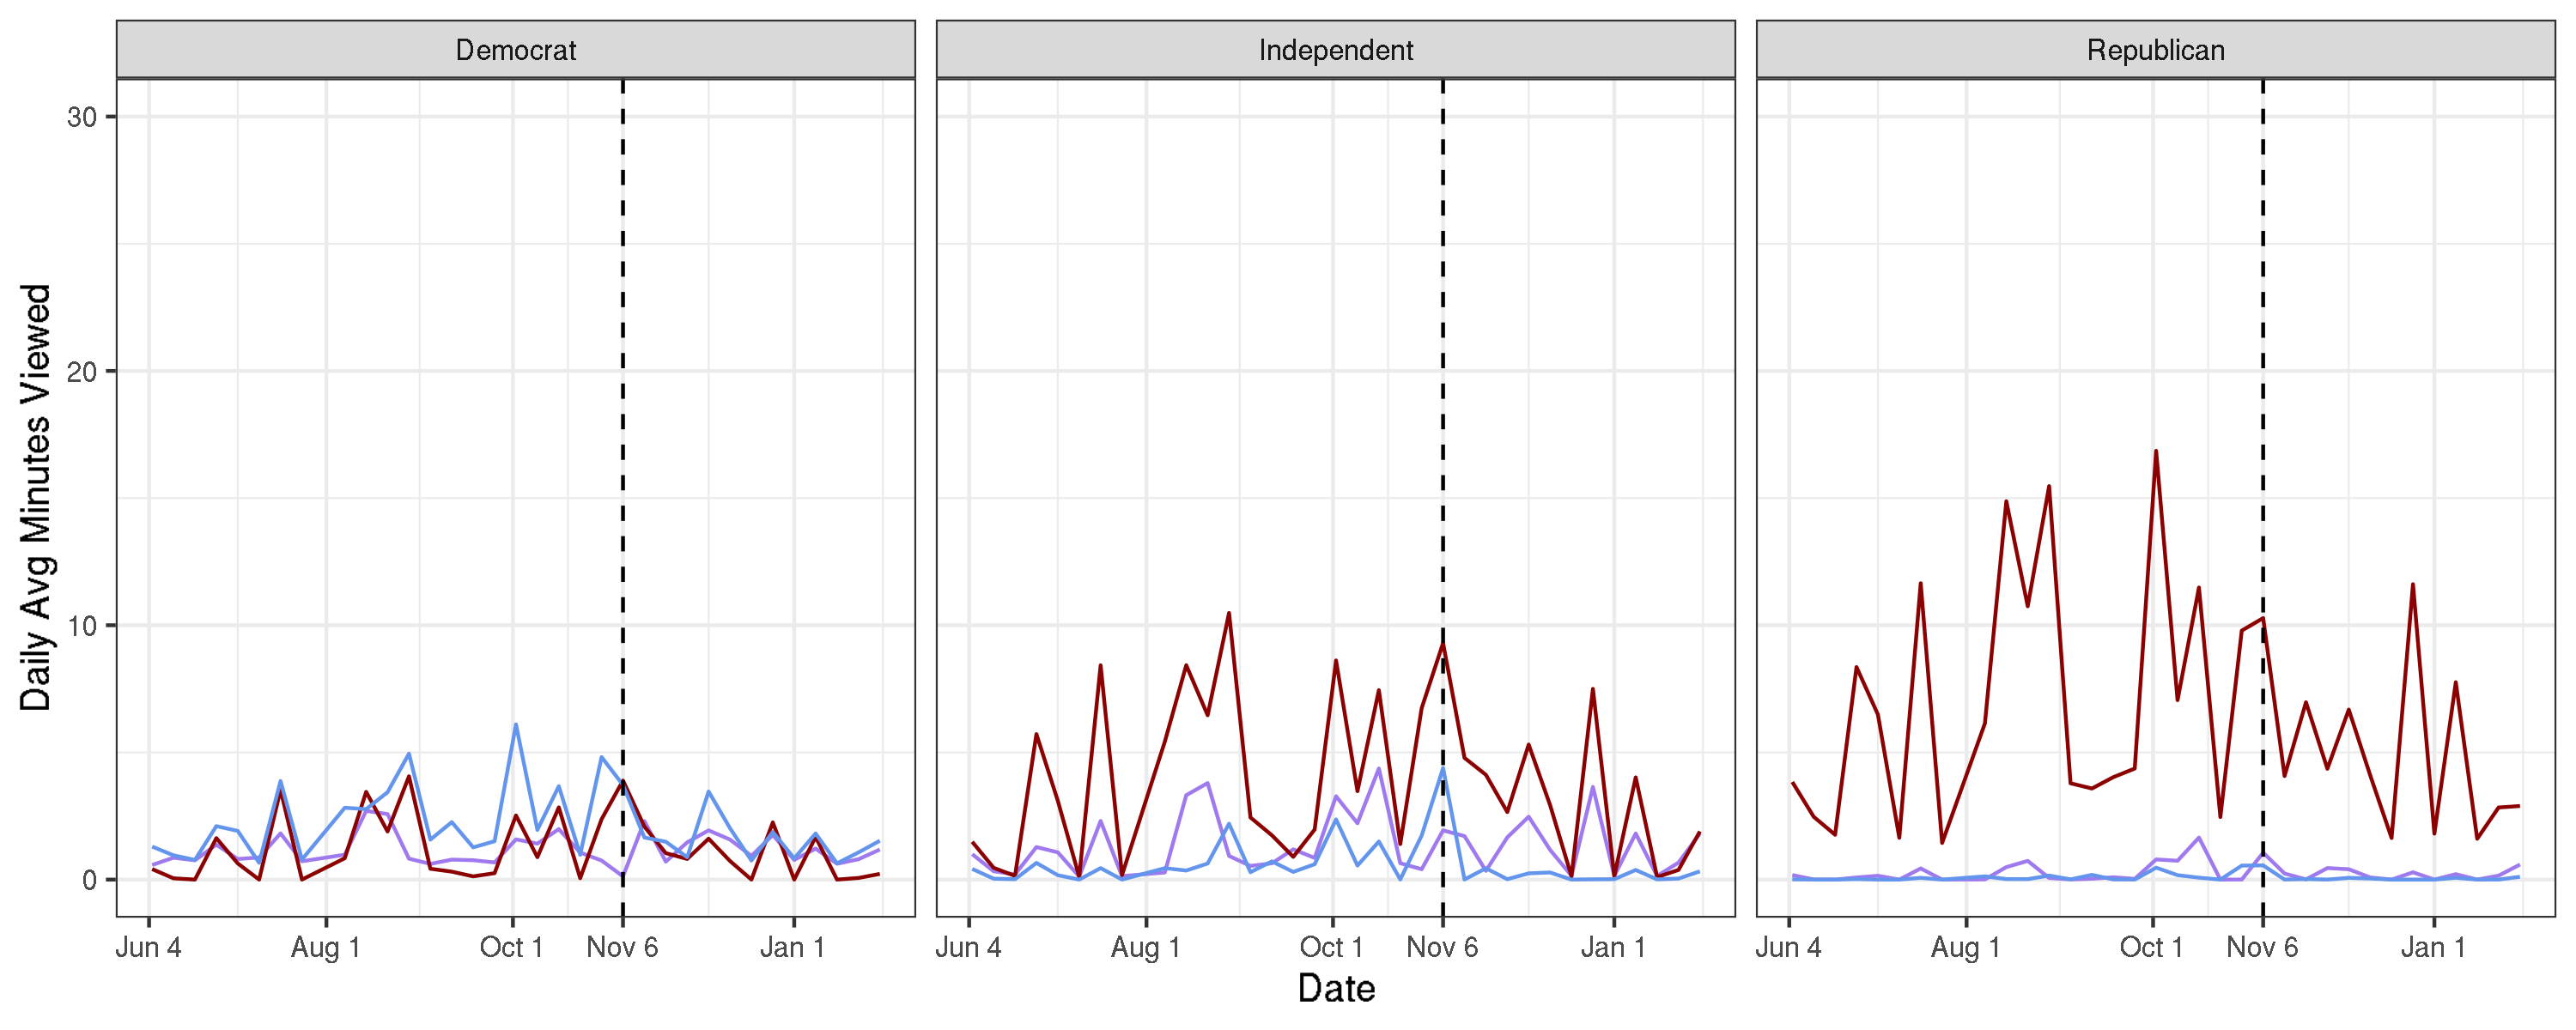 Democrat
Independent
Republican
Daily Avg Minutes Viewed
30
20
10
0
Jun 4 Aug 1 Oct 1 Nov 6 Jan 1
Jun 4 Aug 1 Oct 1 Nov 6 Jan 1
Jun 4 Aug 1 Oct 1 Nov 6 Jan 1
Date